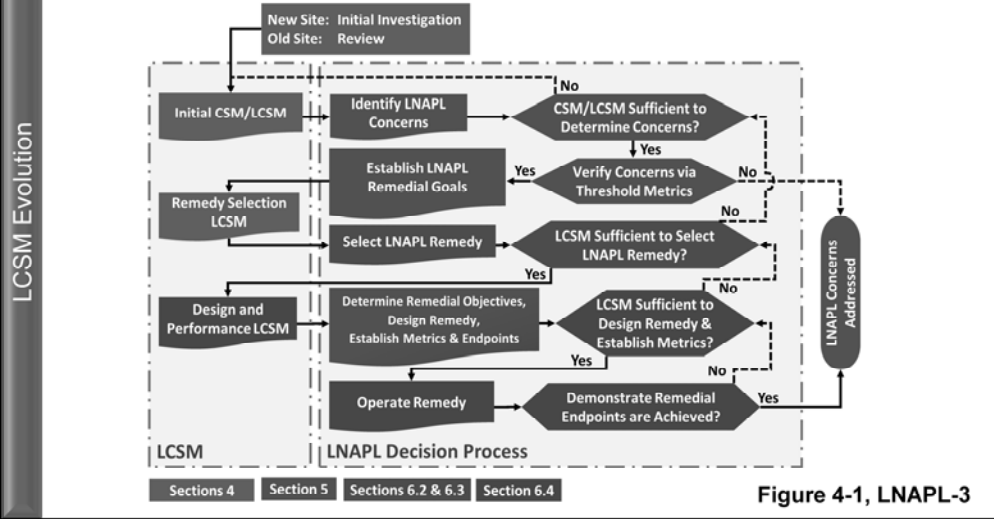 LCSM Evolution
New Site: Initial Investigation
Old Site: Review
No
Initial CSM/LCSM
Identify LNAPL
Concerns
CSM/LCSM Sufficient to
Determine Concerns?
Yes
Establish LNAPL
Remedial Goals
Yes
Verify Concerns via
Threshold Metrics
No
Remedy Selection
LCSM
No
Select LNAPL Remedy
LCSM Sufficient to Select
LNAPL Remedy?
Yes
No
Design and
Performance LCSM
Determine Remedial Objectives,
Design Remedy,
Establish Metrics & Endpoints
LCSM Sufficient to
Design Remedy &
Establish Metrics?
LNAPL Concerns
Addressed
Yes
No
Operate Remedy
Demonstrate Remedial
Endpoints are Achieved?
Yes
LCSM
LNAPL Decision Process
Sections 4
Section 5
Sections 6.2 & 6.3
Section 6.4
Figure 4-1, LNAPL-3